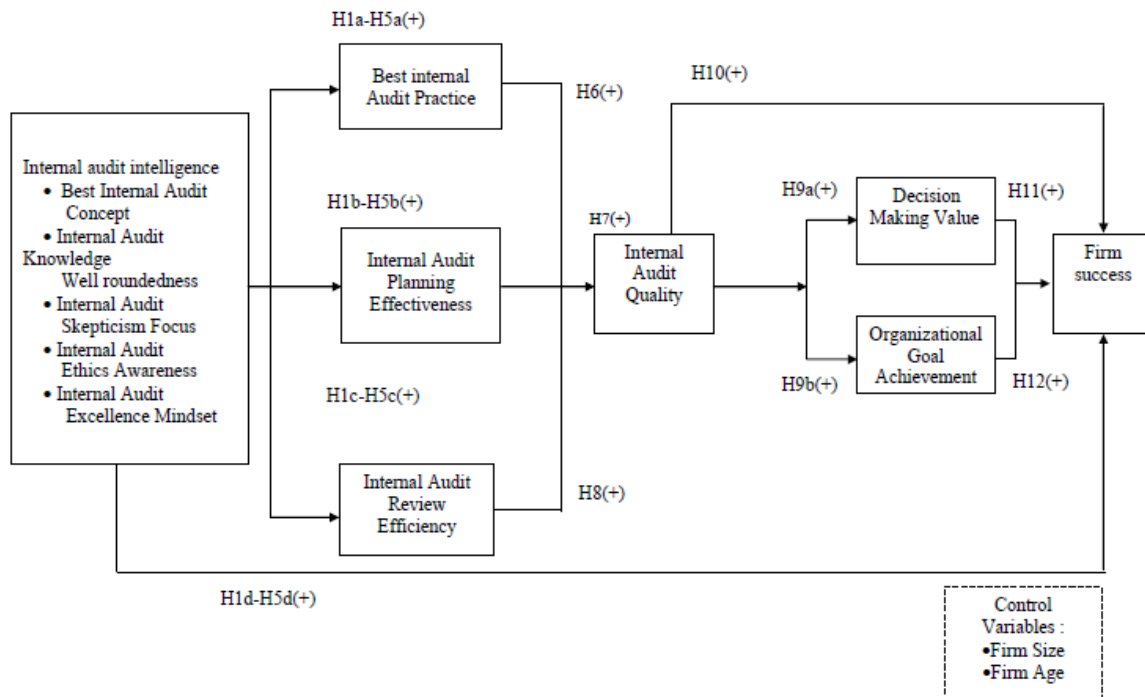 H1a-H5a(+)
Best internal
Audit Practice
H6(+)
H10(+)
Internal audit intelligence
• Best Internal Audit
Concept
• Internal Audit
Knowledge
Well roundedness
• Internal Audit
Skepticism Focus
• Internal Audit
Ethics Awareness
• Internal Audit
Excellence Mindset
H1b-H5b(+)
Internal Audit
Planning
Effectiveness
H7(+)
Internal
Audit
Quality
H9a(+)
Decision
Making Value
H11(+)
Firm
success
H9b(+)
Organizational
Goal
Achievement
H12(+)
H1c-H5c(+)
Internal Audit
Review
Efficiency
H8(+)
H1d-H5d(+)
Control
Variables :
•Firm Size
•Firm Age